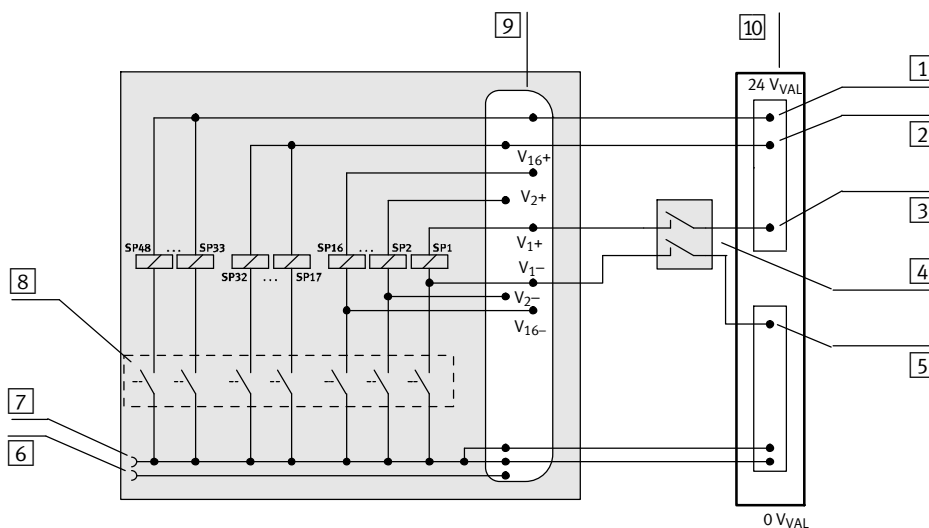 9
10
24 VVAL
1
2
V16+
V2+
3
SP48 ... SP33
SP16 ... SP2
SP1
V1+
4
SP32 ... SP17
V1–
8
V2–
V16–
5
7
6
0 VVAL